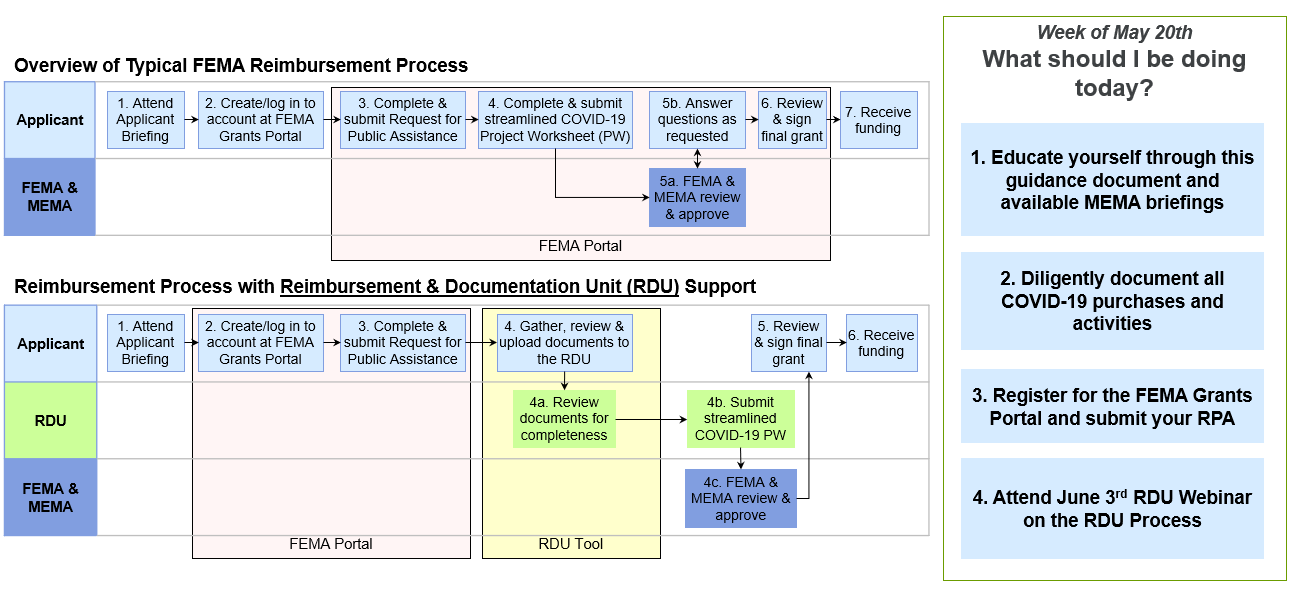 Overview of Typical FEMA Reimbursement Process
Applicant
1. Attend
Applicant
Briefing
2. Create/log in to
account at FEMA
Grants Portal
3. Complete &
submit Request for
Public Assistance
4. Complete & submit
streamlined COVID-19
Project Worksheet (PW)
5b. Answer
questions as
requested
6. Review
& sign
final grant
7. Receive
funding
FEMA &
MEMA
5a. FEMA &
MEMA review
& approve
FEMA Portal
Reimbursement Process with Reimbursement & Documentation Unit (RDU) Support
Applicant
1. Attend
Applicant
Briefing
2. Create/log in to
account at FEMA
Grants Portal
3. Complete &
submit Request for
Public Assistance
4. Gather, review &
upload documents to
the RDU
5. Review
& sign final
grant
6. Receive
funding
RDU
4a. Review
documents for
completeness
4b. Submit
streamlined
COVID-19 PW
FEMA &
MEMA
4c. FEMA &
MEMA review &
approve
FEMA Portal
RDU Tool
Week of May 20th
What should I be doing
today?
1. Educate yourself through this
guidance document and
available MEMA briefings
2. Diligently document all
COVID-19 purchases and
activities
3. Register for the FEMA Grants
Portal and submit your RPA
4. Attend June 3rd RDU Webinar
on the RDU Process